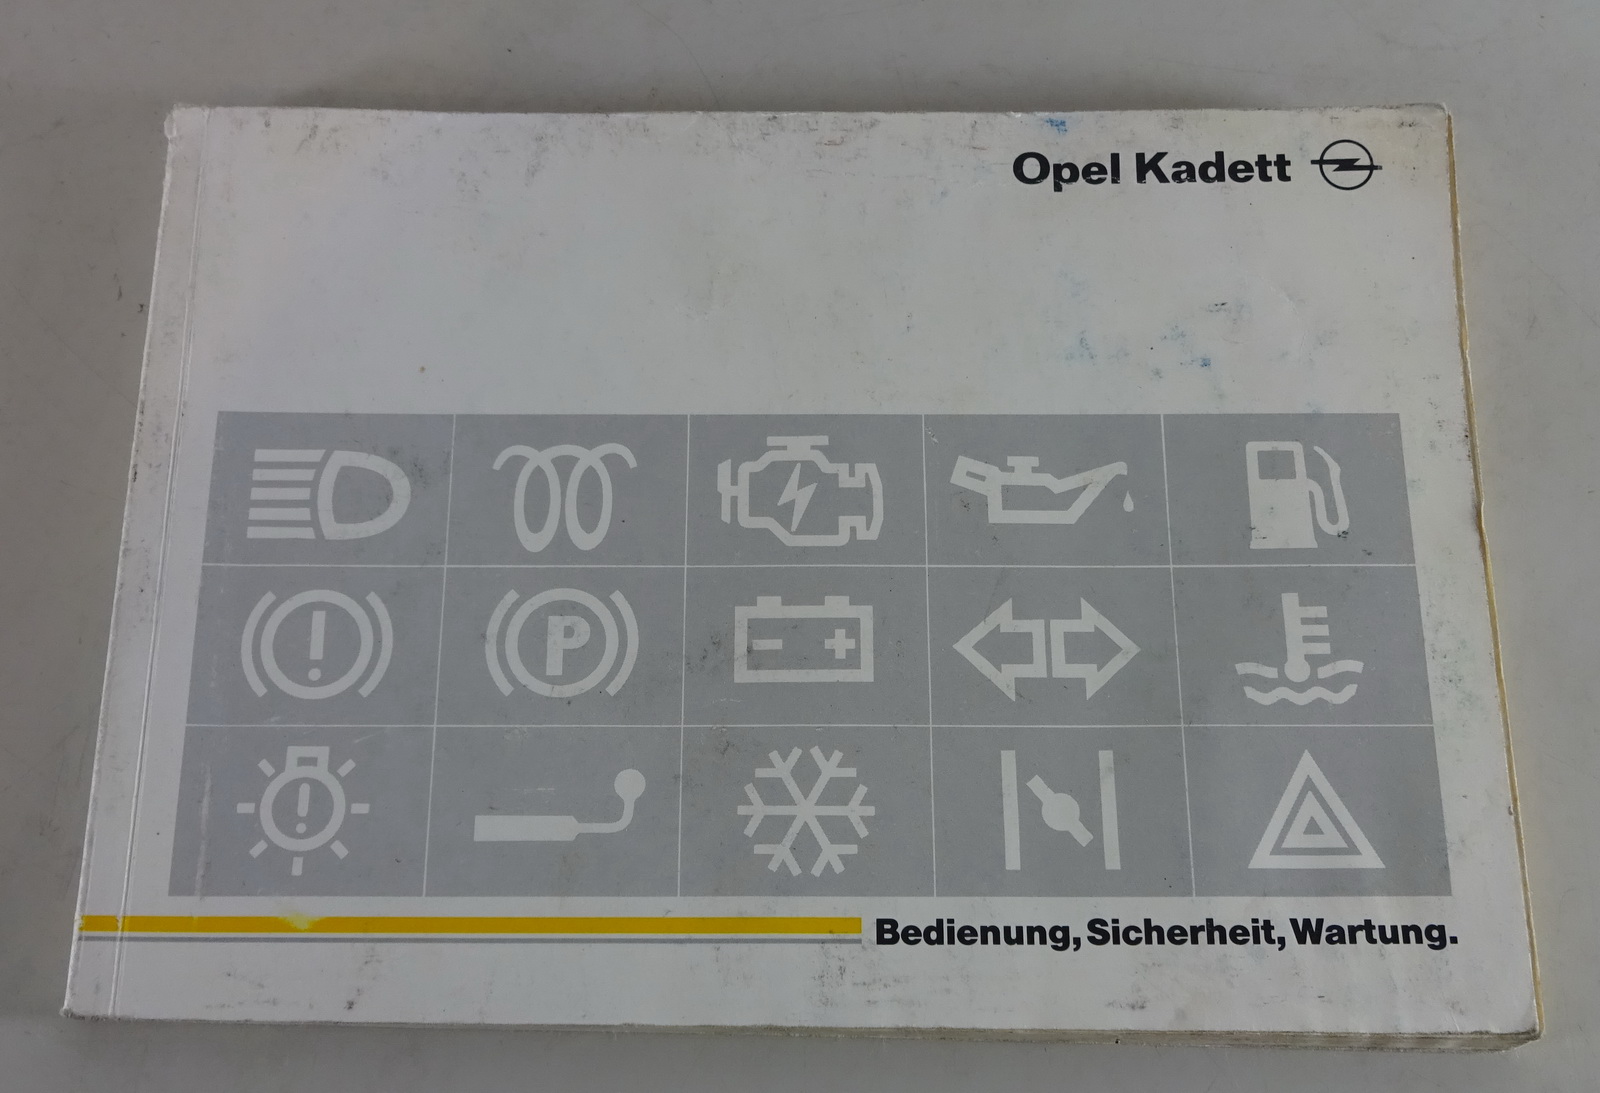 Opel Kadett
P
Bedienung, Sicherheit, Wartung.